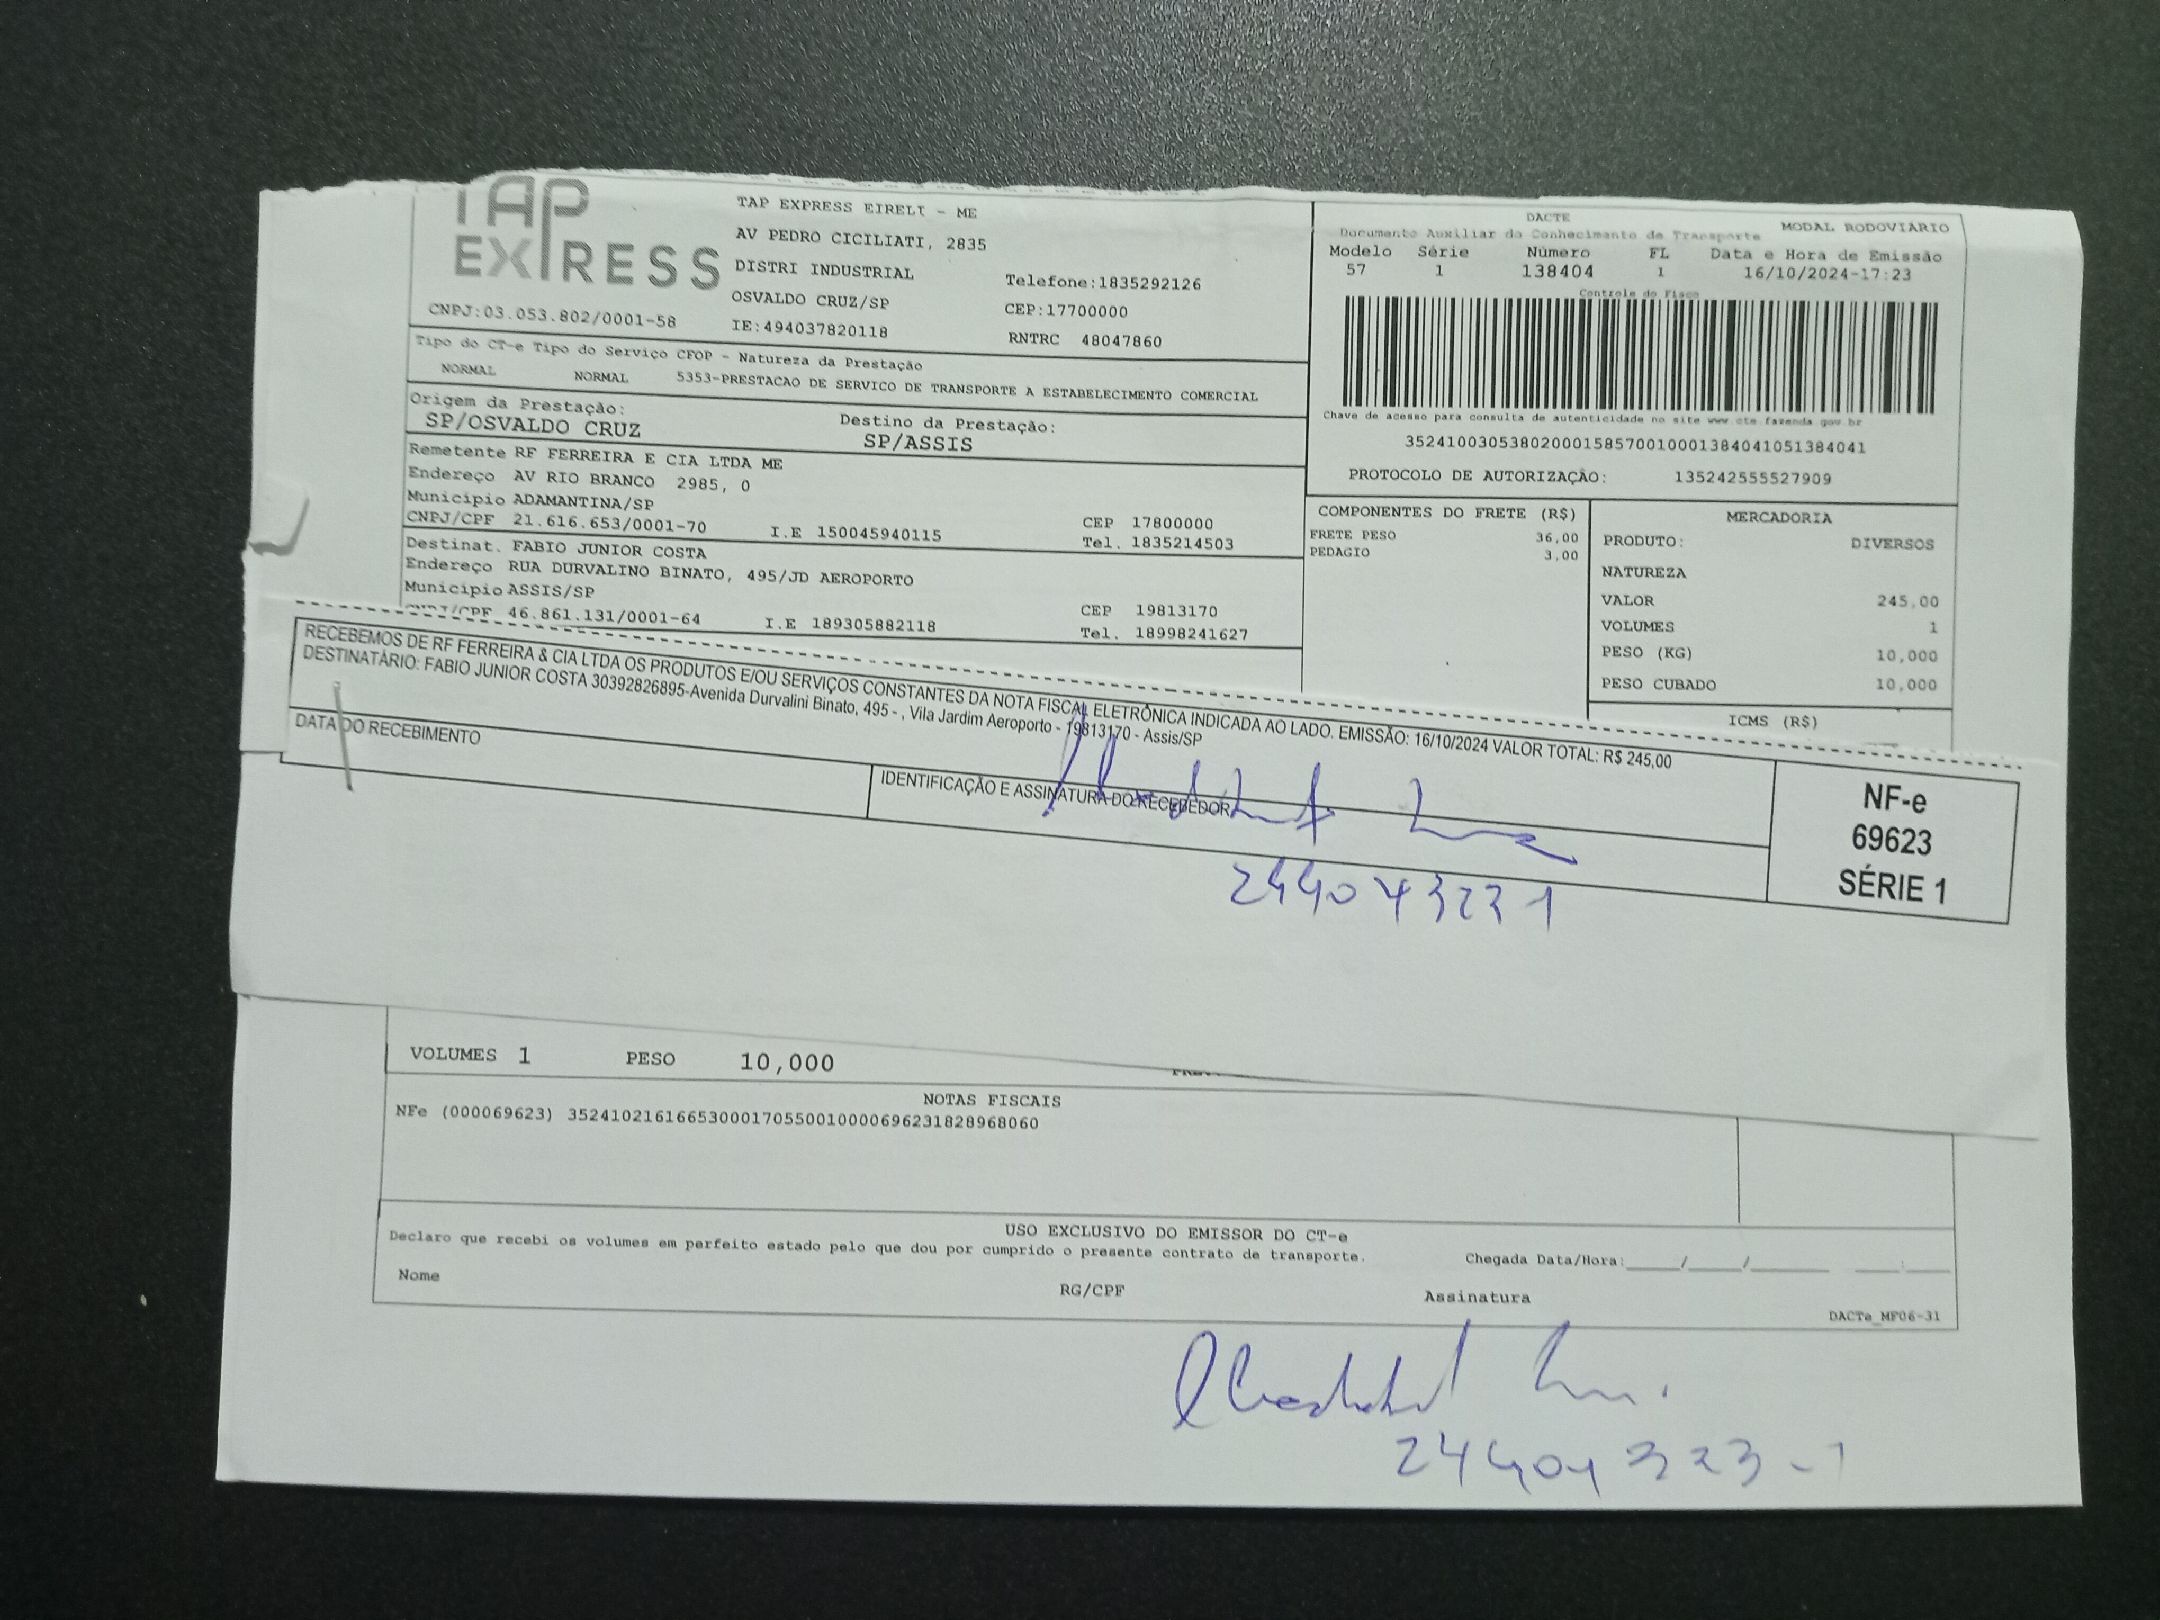 TAP
EXPRESS
CNPJ:03.053.802/0001-58
TAP EXPRESS EIRELI - ME
AV PEDRO CICILIATI, 2835
DISTRI INDUSTRIAL
OSVALDO CRUZ/SP
IE:494037820118
Telefone:1835292126
CEP:17700000
RNTRC 48047860
DACTE
MODAL RODOVIÁRIO
Documento Auxiliar do Conhecimento de Transporte
Modelo Série Número FL Data e Hora de Emissão
57 1 138404 1 16/10/2024-17:23
Controle do Fisco
Chave de acesso para consulta de autenticidade no site www.cte.fazenda.gov.br
35241003053802000158570010001384041051384041
PROTOCOLO DE AUTORIZAÇÃO: 135242555527909
Tipo do CT-e Tipo do Serviço CFOP - Natureza da Prestação
NORMAL NORMAL 5353-PRESTACAO DE SERVICO DE TRANSPORTE A ESTABELECIMENTO COMERCIAL
Origem da Prestação: Destino da Prestação:
SP/OSVALDO CRUZ SP/ASSIS
Remetente RF FERREIRA E CIA LTDA ME
Endereço AV RIO BRANCO 2985, 0
Município ADAMANTINA/SP CEP 17800000
CNPJ/CPF 21.616.653/0001-70 I.E 150045940115 Tel. 1835214503
Destinat. FABIO JUNIOR COSTA
Endereço RUA DURVALINO BINATO, 495/JD AEROPORTO
Município ASSIS/SP CEP 19813170
CNPJ/CPF 46.861.131/0001-64 I.E 189305882118 Tel. 18998241627
COMPONENTES DO FRETE (R$)
FRETE PESO 36,00
PEDAGIO 3,00
MERCADORIA
PRODUTO: DIVERSOS
NATUREZA
VALOR 245,00
VOLUMES 1
PESO (KG) 10,000
PESO CUBADO 10,000
ICMS (R$)
RECEBEMOS DE RF FERREIRA & CIA LTDA OS PRODUTOS E/OU SERVIÇOS CONSTANTES DA NOTA FISCAL ELETRÔNICA INDICADA AO LADO. EMISSÃO: 16/10/2024 VALOR TOTAL: R$ 245,00
DESTINATÁRIO: FABIO JUNIOR COSTA 30392826895-Avenida Durvalini Binato, 495 - , Vila Jardim Aeroporto - 19813170 - Assis/SP
DATA DO RECEBIMENTO
IDENTIFICAÇÃO E ASSINATURA DO RECEBEDOR
NF-e
69623
SÉRIE 1
244043231
VOLUMES 1 PESO 10,000
NOTAS FISCAIS
NFe (000069623) 35241021616653000170550010000696231828968060
USO EXCLUSIVO DO EMISSOR DO CT-e
Declaro que recebi os volumes em perfeito estado pelo que dou por cumprido o presente contrato de transporte.
Chegada Data/Hora:____/____/______ ____:____
Nome RG/CPF Assinatura
DACTe_MF06-31
24404323-1